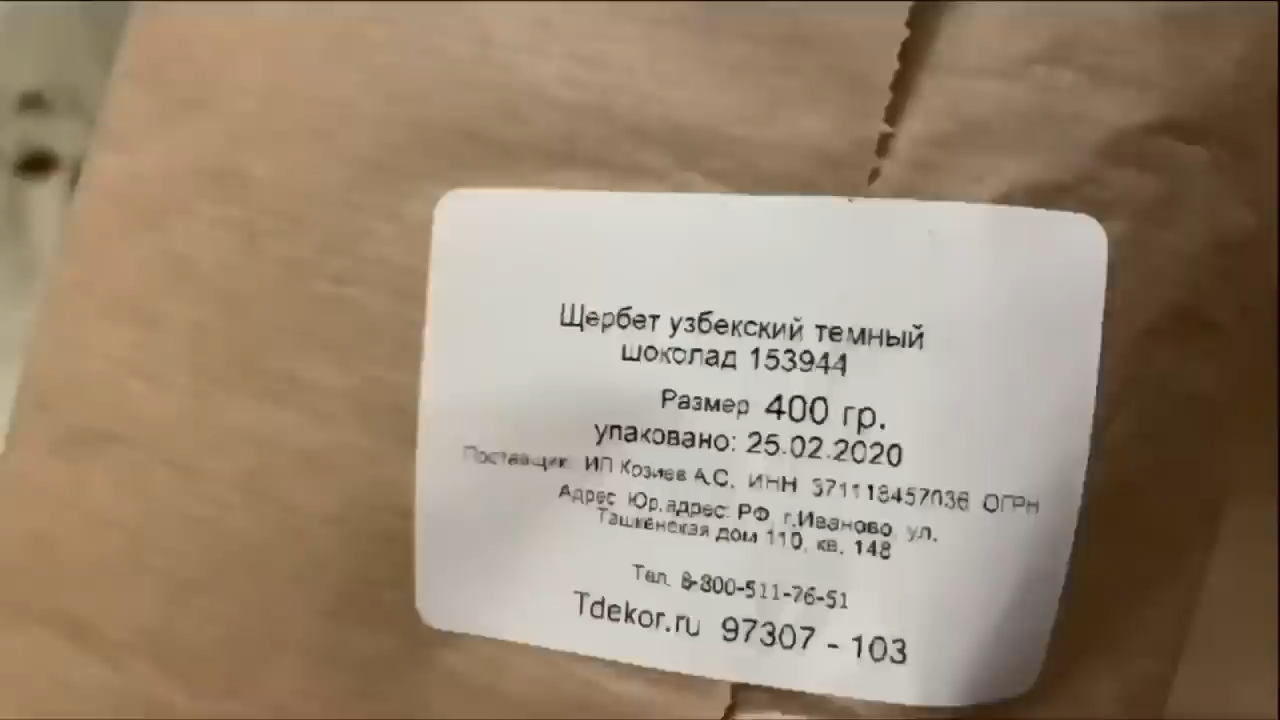 Щербет узбекский темный
шоколад 153944
Размер 400 гр.
упаковано: 25.02.2020
Поставщик: ИП Козиев А.С. ИНН 371118457036 ОГРН
Адрес Юр.адрес: РФ, г.Иваново, ул.
Ташкенская дом 110, кв. 148
Тел. 8-800-511-76-51
Tdekor.ru 97307 - 103